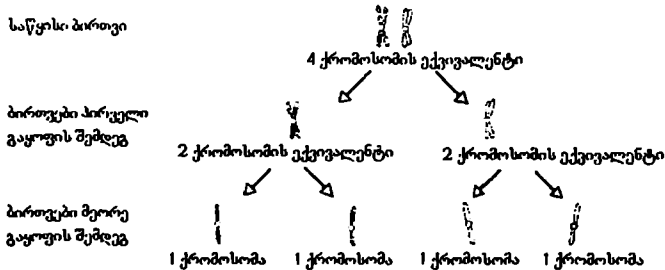 საწყისი ბირთვი
4 ქრომოსომის ექვივალენტი
ბირთვები პირველი
გაყოფის შემდეგ
2 ქრომოსომის ექვივალენტი 2 ქრომოსომის ექვივალენტი
ბირთვები მეორე
გაყოფის შემდეგ
1 ქრომოსომა 1 ქრომოსომა 1 ქრომოსომა 1 ქრომოსომა